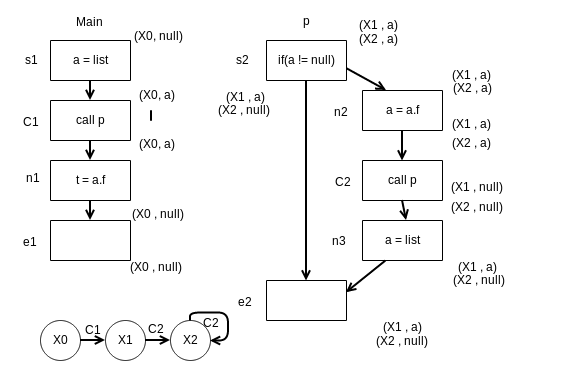 Main
(X0, null)
s1
a = list
(X0, a)
C1
call p
I
(X0, a)
n1
t = a.f
(X0 , null)
e1
(X0 , null)
p
(X1 , a)
(X2 , a)
s2
if(a != null)
(X1 , a)
(X2 , null)
(X1 , a)
(X2 , a)
n2
a = a.f
(X1 , a)
(X2 , a)
C2
call p
(X1 , null)
(X2 , null)
n3
a = list
(X1 , a)
(X2 , null)
e2
(X1 , a)
(X2 , null)
X0
C1
X1
C2
X2
C2